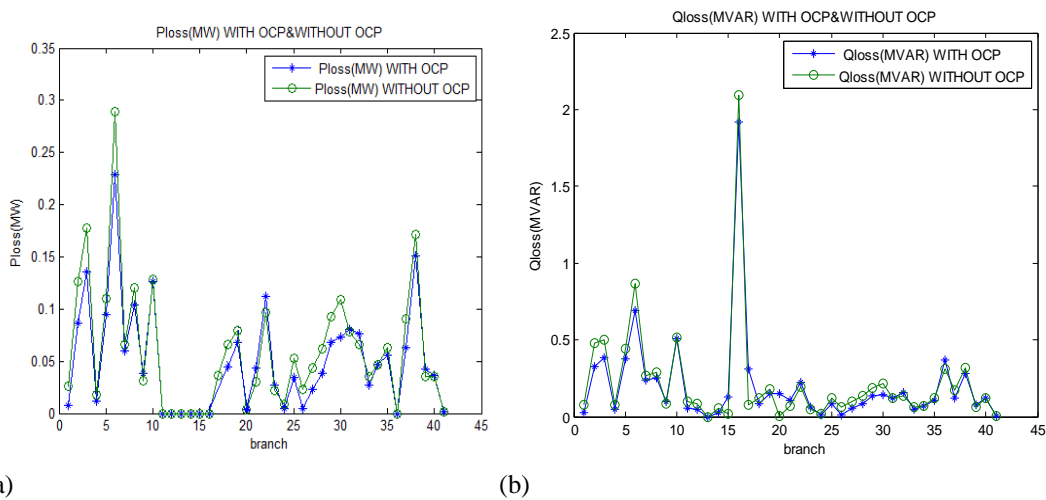 Ploss(MW) WITH OCP&WITHOUT OCP
0.35
0.3
0.25
0.2
0.15
0.1
0.05
0
Ploss(MW)
Ploss(MW) WITH OCP
Ploss(MW) WITHOUT OCP
0 5 10 15 20 25 30 35 40 45
branch
a)
Qloss(MVAR) WITH OCP&WITHOUT OCP
2.5
2
1.5
1
0.5
0
Qloss(MVAR)
Qloss(MVAR) WITH OCP
Qloss(MVAR) WITHOUT OCP
0 5 10 15 20 25 30 35 40 45
branch
(b)